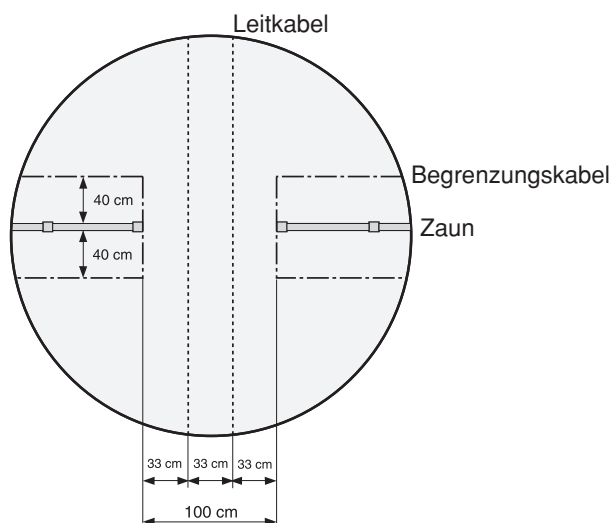 Leitkabel
Begrenzungskabel
40 cm
Zaun
40 cm
33 cm 33 cm 33 cm
100 cm